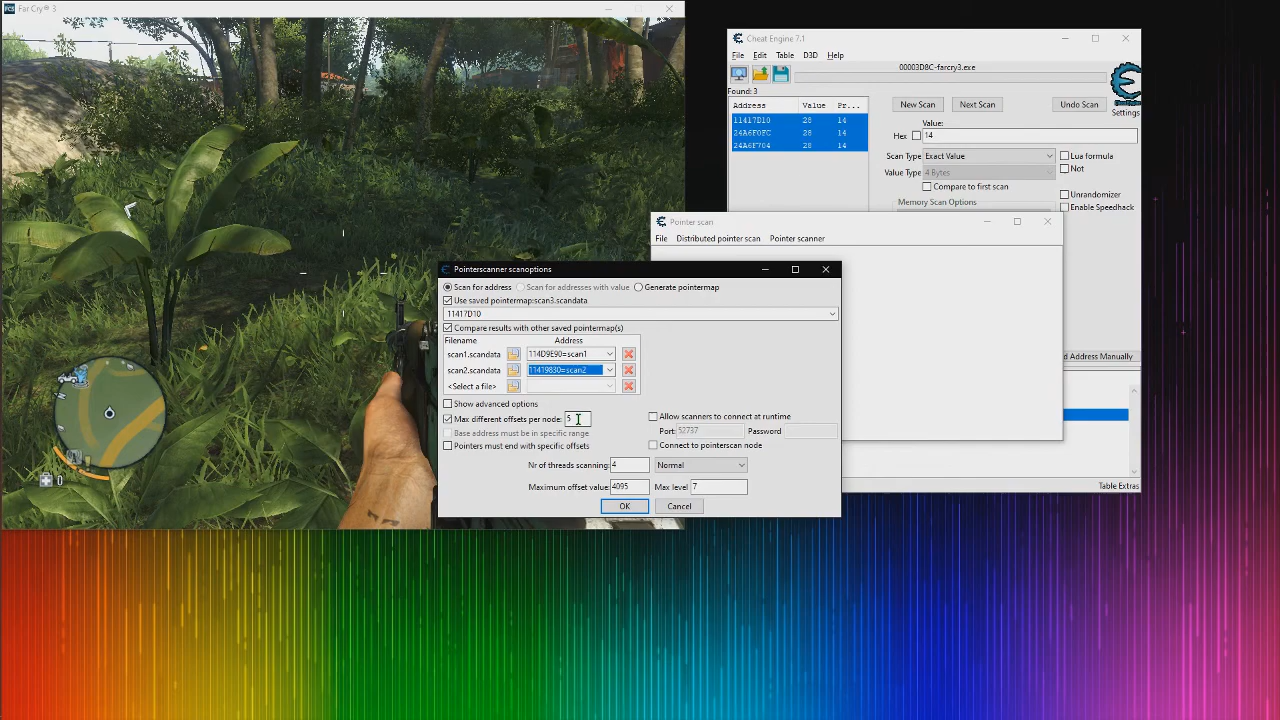 FC3 Far Cry® 3
Cheat Engine 7.1
File Edit Table D3D Help
00003D8C-farcry3.exe
Found: 3
Address Value Pr...
11417D10 28 14
24A6F0FC 28 14
24A6F704 28 14
New Scan Next Scan Undo Scan
Settings
Value:
Hex 14
Scan Type Exact Value
Lua formula
Not
Value Type 4 Bytes
Compare to first scan
Unrandomizer
Enable Speedhack
Memory Scan Options
Pointer scan
File Distributed pointer scan Pointer scanner
Pointerscanner scanoptions
Scan for address Scan for addresses with value Generate pointermap
Use saved pointermap:scan3.scandata
11417D10
Compare results with other saved pointermap(s)
Filename Address
scan1.scandata 114D9E90=scan1
scan2.scandata 11419830=scan2
<Select a file>
Show advanced options
Max different offsets per node: 5
Base address must be in specific range
Pointers must end with specific offsets
Allow scanners to connect at runtime
Port: 52737 Password
Connect to pointerscan node
Nr of threads scanning: 4 Normal
Maximum offset value: 4095 Max level 7
OK Cancel
d Address Manually
Table Extras
N
0